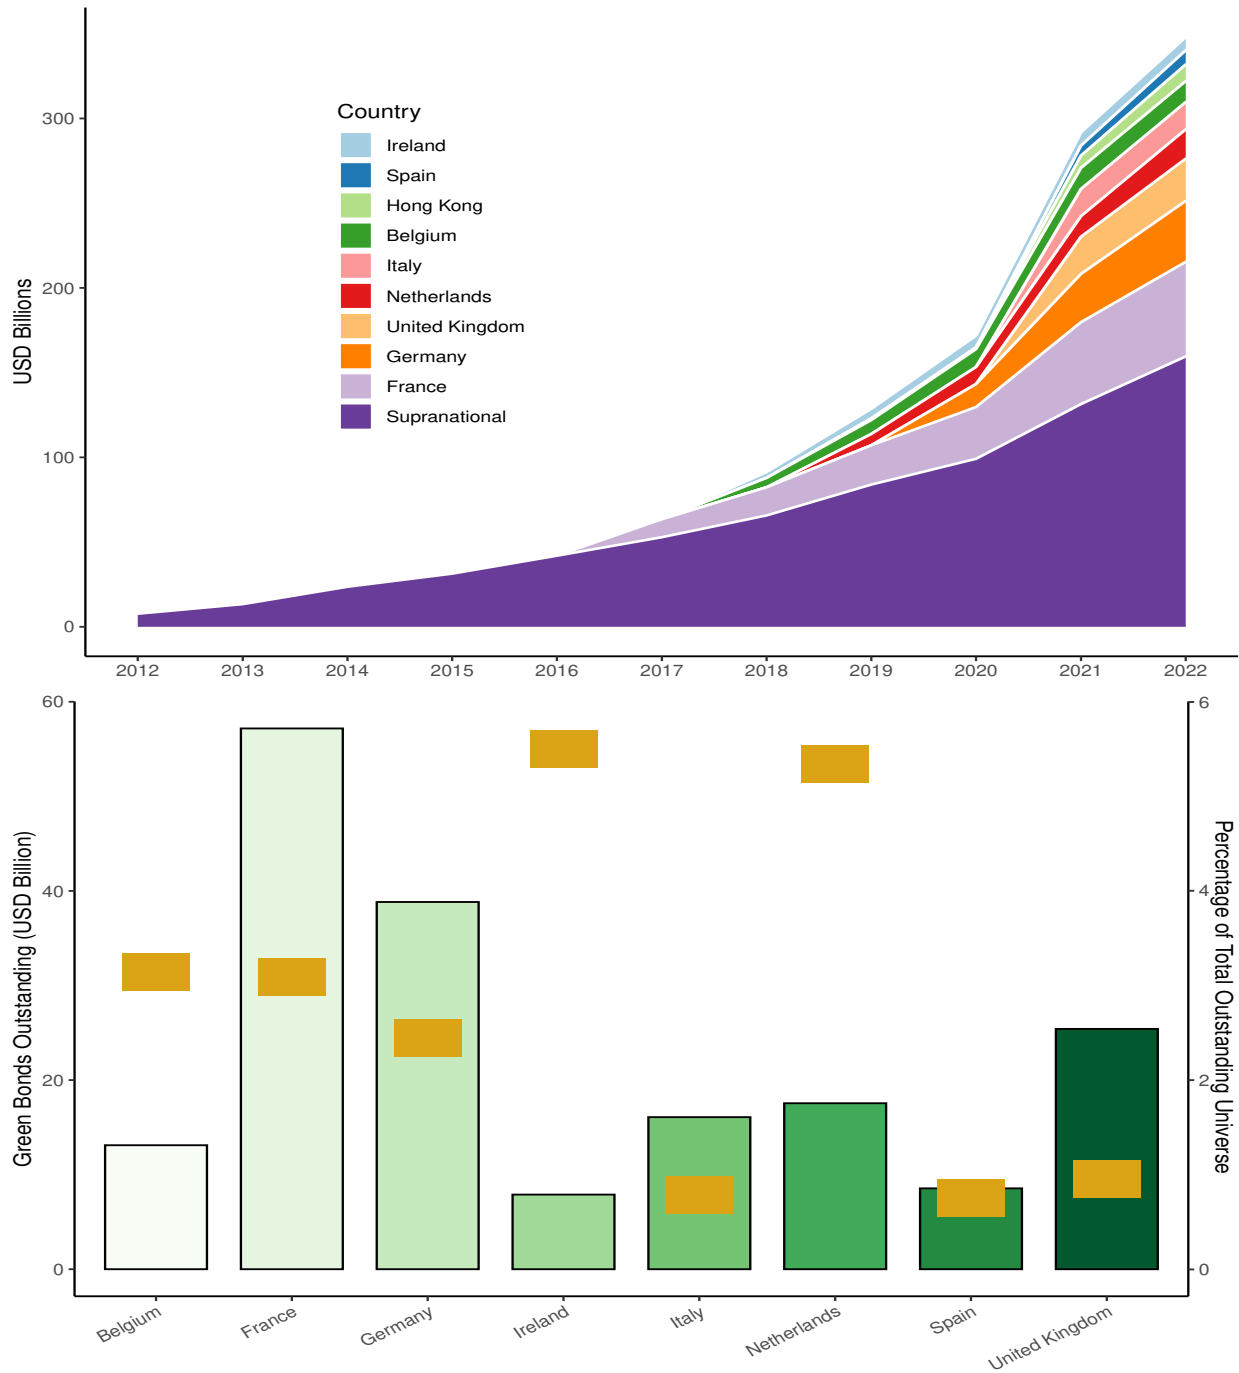 USD Billions
300
200
100
0
Country
Ireland
Spain
Hong Kong
Belgium
Italy
Netherlands
United Kingdom
Germany
France
Supranational
2012 2013 2014 2015 2016 2017 2018 2019 2020 2021 2022
Green Bonds Outstanding (USD Billion)
60
40
20
0
6
4
2
0
Percentage of Total Outstanding Universe
Belgium France Germany Ireland Italy Netherlands Spain United Kingdom